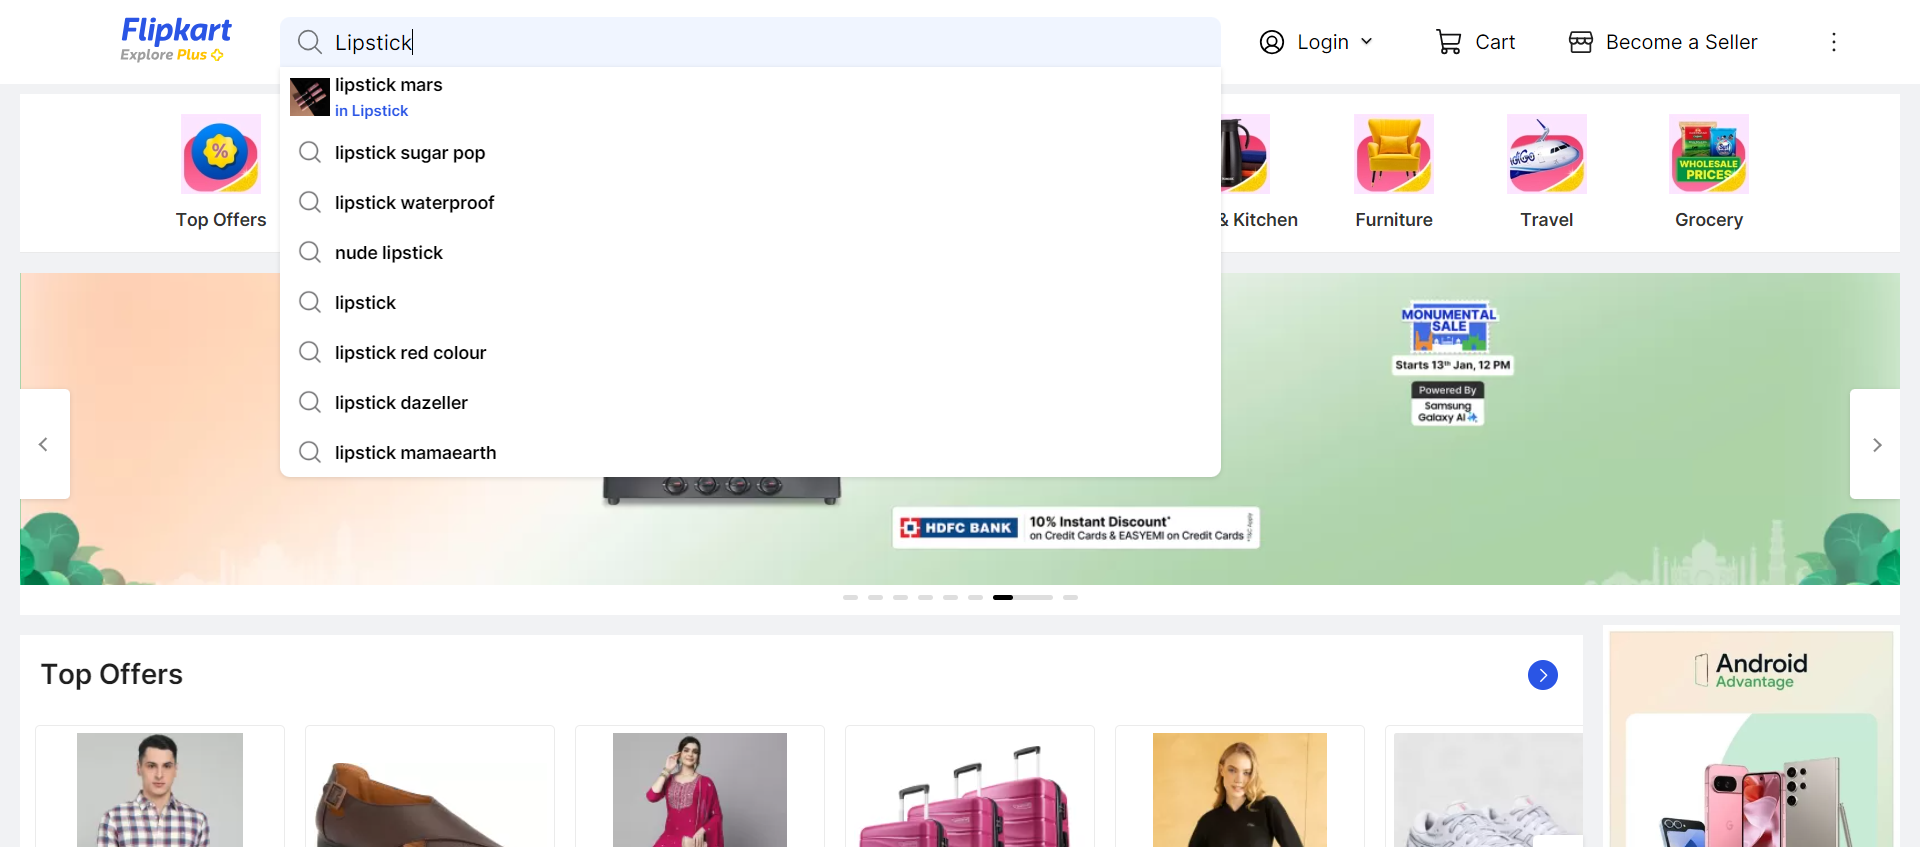 Flipkart
Explore Plus
Lipstick
Login
Cart
Become a Seller
lipstick mars
in Lipstick
lipstick sugar pop
lipstick waterproof
nude lipstick
lipstick
lipstick red colour
lipstick dazeller
lipstick mamaearth
%
Top Offers
& Kitchen
Furniture
IndiGo
Travel
WHOLESALE
PRICES
Grocery
MONUMENTAL
SALE
Starts 13th Jan, 12 PM
Powered By
Samsung
Galaxy AI
HDFC BANK
10% Instant Discount*
on Credit Cards & EASYEMI on Credit Cards
*T&C Apply
Top Offers
Android
Advantage